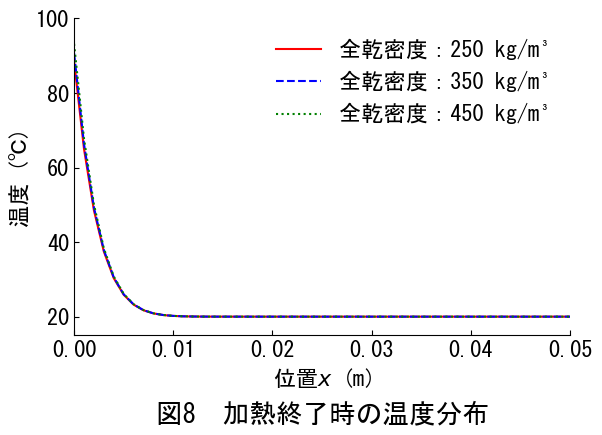 100
80
60
40
20
温度 (℃)
全乾密度：250 kg/m³
全乾密度：350 kg/m³
全乾密度：450 kg/m³
0.00 0.01 0.02 0.03 0.04 0.05
位置x (m)
図8　加熱終了時の温度分布